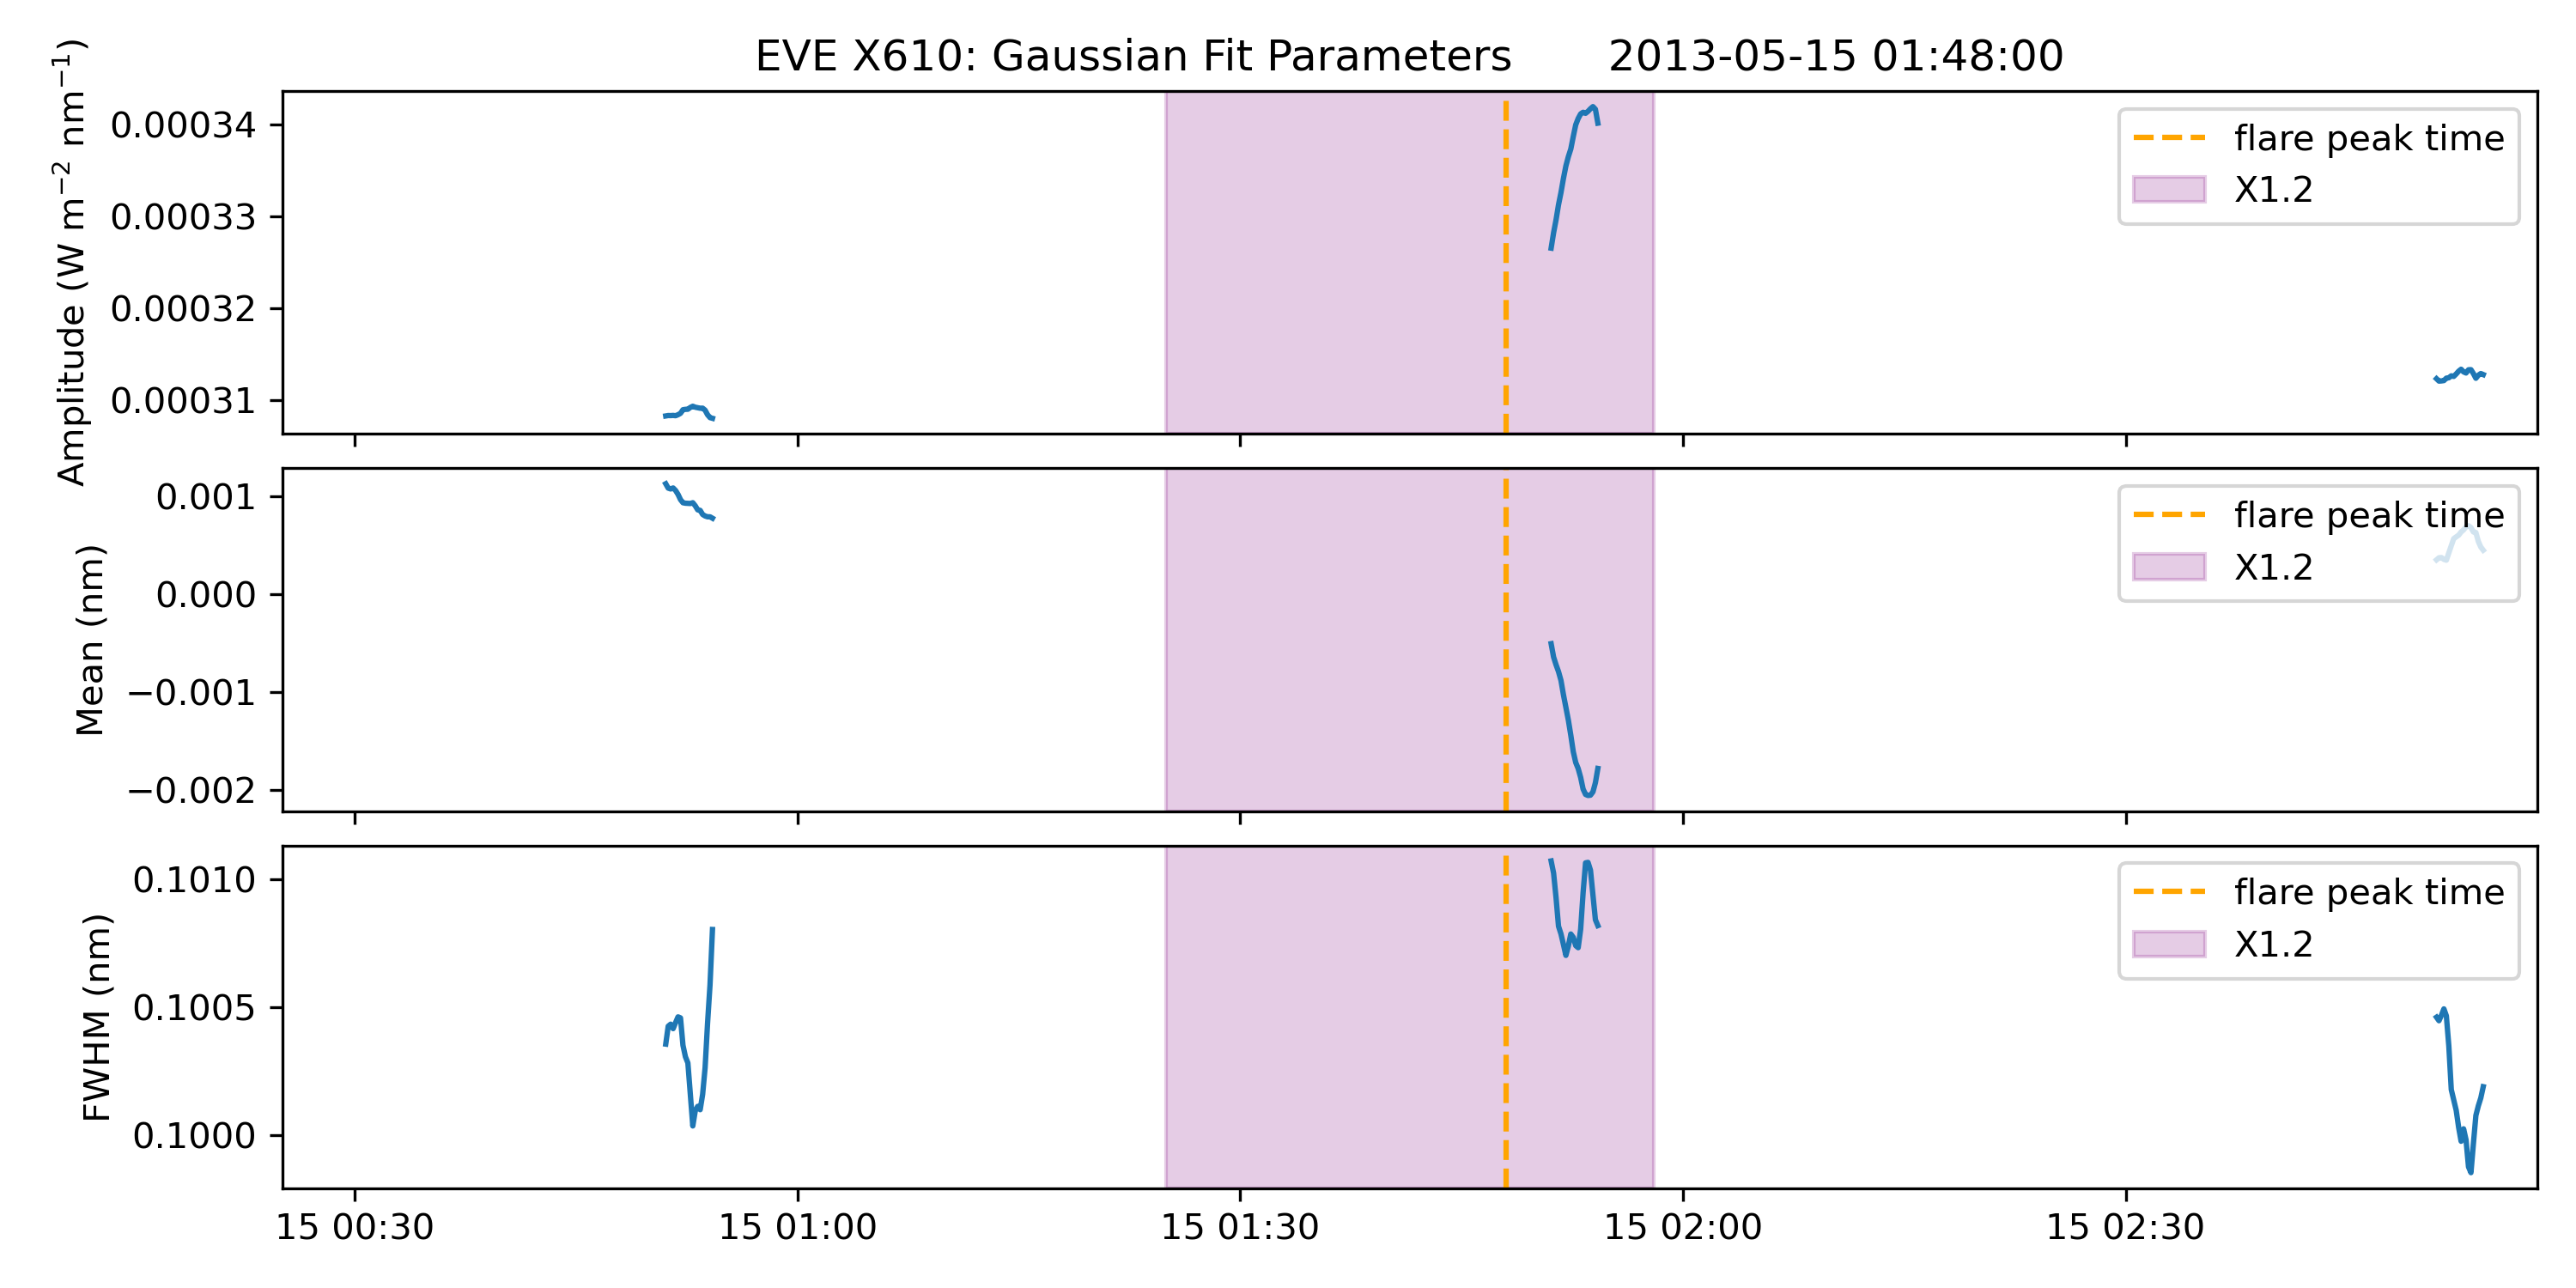 EVE X610: Gaussian Fit Parameters 2013-05-15 01:48:00
Amplitude (W m⁻² nm⁻¹)
0.00034
0.00033
0.00032
0.00031
flare peak time
X1.2
Mean (nm)
0.001
0.000
−0.001
−0.002
flare peak time
X1.2
FWHM (nm)
0.1010
0.1005
0.1000
flare peak time
X1.2
15 00:30 15 01:00 15 01:30 15 02:00 15 02:30